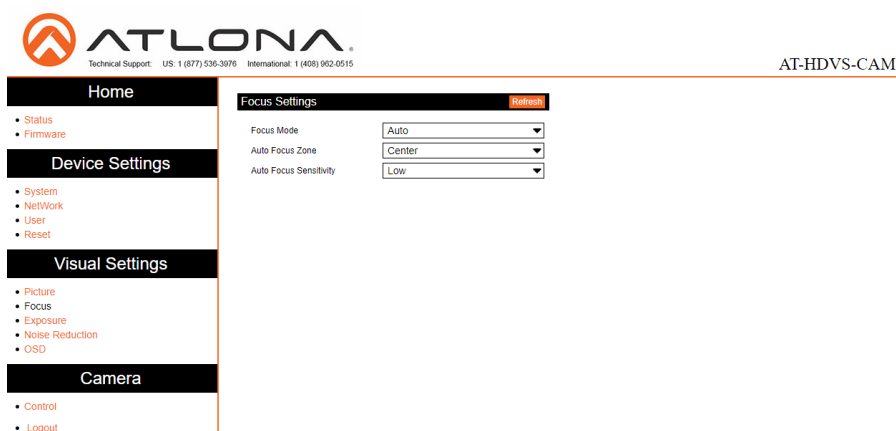 ATLONA.
Technical Support: US: 1 (877) 536-3976 International: 1 (408) 962-0515
AT-HDVS-CAM
Home
Status
Firmware
Device Settings
System
NetWork
User
Reset
Visual Settings
Picture
Focus
Exposure
Noise Reduction
OSD
Camera
Control
Logout
Focus Settings Refresh
Focus Mode Auto
Auto Focus Zone Center
Auto Focus Sensitivity Low